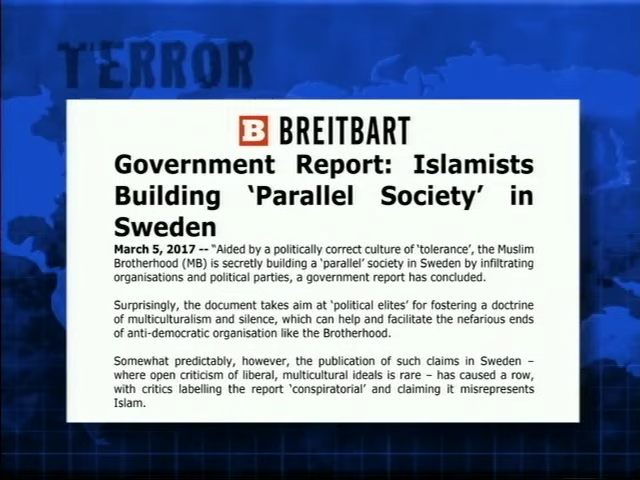 TERROR
B BREITBART
Government Report: Islamists
Building ‘Parallel Society’ in
Sweden
March 5, 2017 -- “Aided by a politically correct culture of ‘tolerance’, the Muslim
Brotherhood (MB) is secretly building a ‘parallel’ society in Sweden by infiltrating
organisations and political parties, a government report has concluded.
Surprisingly, the document takes aim at ‘political elites’ for fostering a doctrine
of multiculturalism and silence, which can help and facilitate the nefarious ends
of anti-democratic organisation like the Brotherhood.
Somewhat predictably, however, the publication of such claims in Sweden –
where open criticism of liberal, multicultural ideals is rare – has caused a row,
with critics labelling the report ‘conspiratorial’ and claiming it misrepresents
Islam.